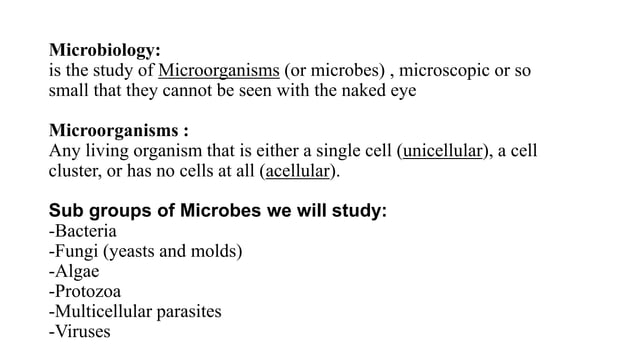 Microbiology:
is the study of Microorganisms (or microbes) , microscopic or so
small that they cannot be seen with the naked eye
Microorganisms :
Any living organism that is either a single cell (unicellular), a cell
cluster, or has no cells at all (acellular).
Sub groups of Microbes we will study:
-Bacteria
-Fungi (yeasts and molds)
-Algae
-Protozoa
-Multicellular parasites
-Viruses